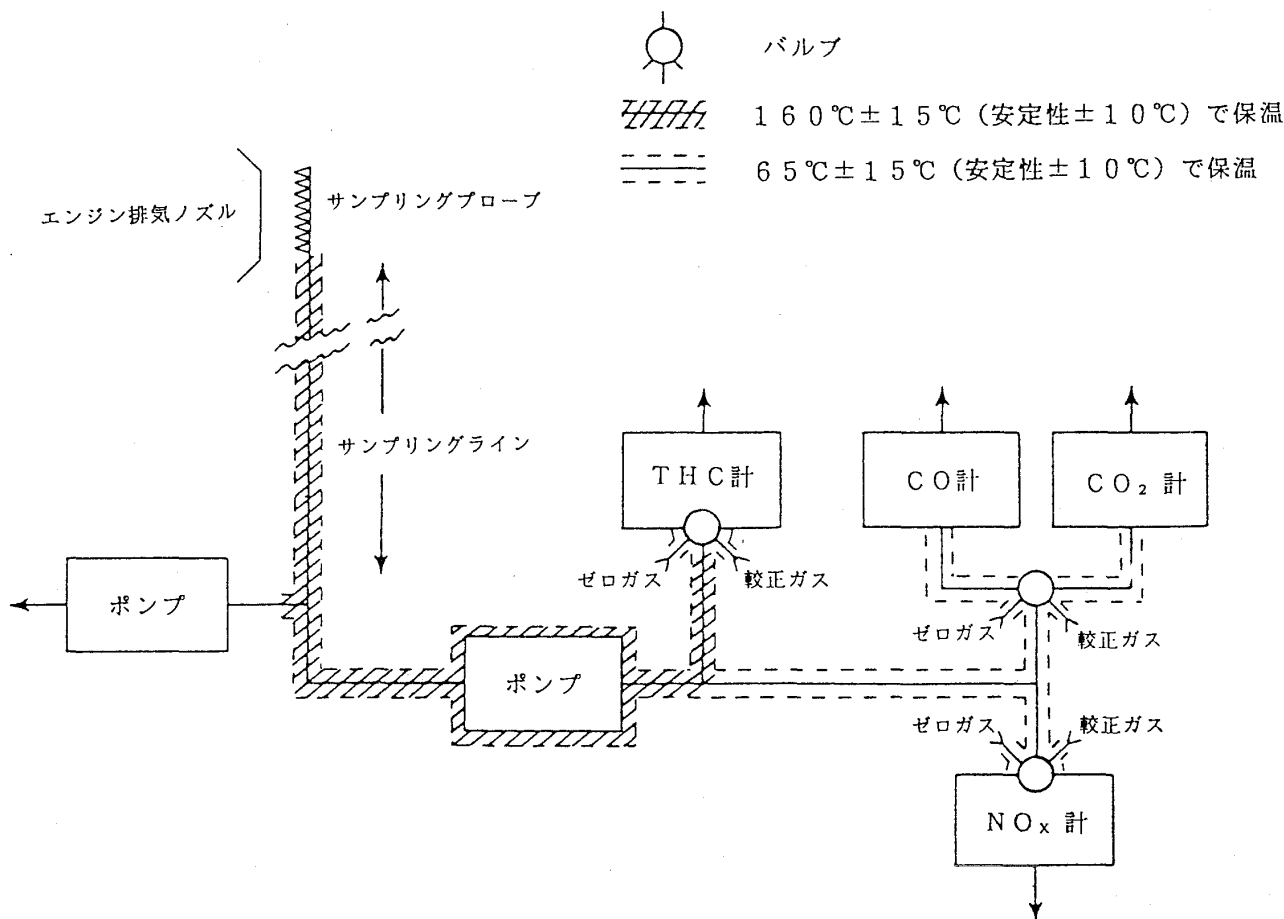 バルブ
160℃±15℃(安定性±10℃)で保温
65℃±15℃(安定性±10℃)で保温
エンジン排気ノズル
サンプリングプローブ
サンプリングライン
THC計
CO計
CO₂計
ゼロガス
較正ガス
ゼロガス
較正ガス
ポンプ
ポンプ
ゼロガス
較正ガス
NOx計